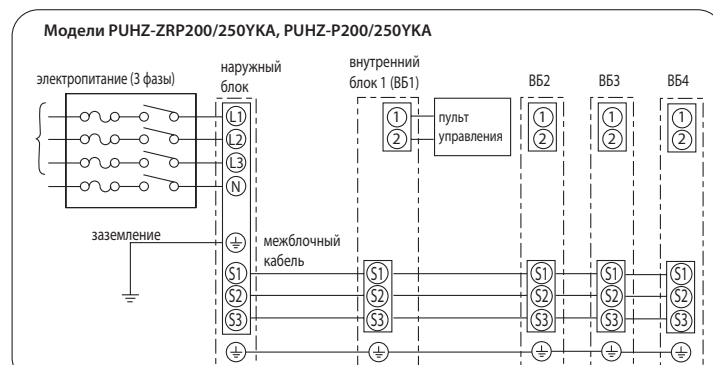 Модели PUHZ-ZRP200/250YKA, PUHZ-P200/250YKA
электропитание (3 фазы)
наружный
блок
внутренний
блок 1 (ВБ1)
ВБ2
ВБ3
ВБ4
L1
L2
L3
N
1
2
пульт
управления
1
2
1
2
1
2
заземление
межблочный
кабель
S1
S2
S3
S1
S2
S3
S1
S2
S3
S1
S2
S3
S1
S2
S3